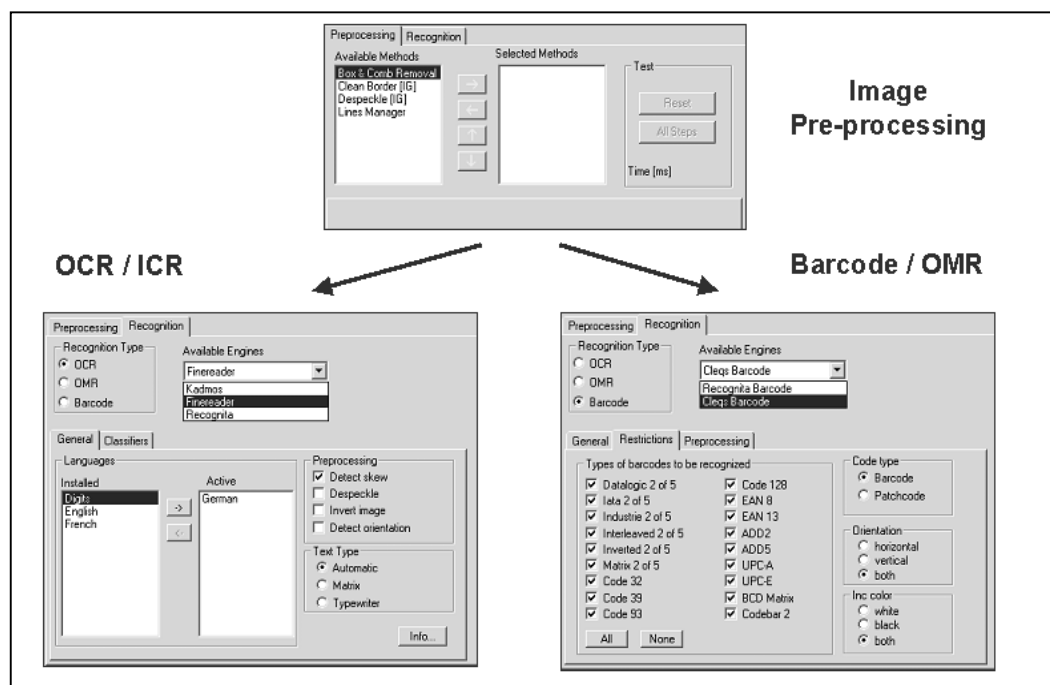 Preprocessing Recognition
Available Methods
Box & Comb Removal
Clean Border [IG]
Despeckle [IG]
Lines Manager
Selected Methods
Test
Reset
All Steps
Time [ms]
Image
Pre-processing
OCR / ICR
Barcode / OMR
Preprocessing Recognition
Recognition Type
OCR
OMR
Barcode
Available Engines
Finereader
Kadmos
Finereader
Recognita
General Classifiers
Languages
Installed
Digits
English
French
Active
German
Preprocessing
Detect skew
Despeckle
Invert image
Detect orientation
Text Type
Automatic
Matrix
Typewriter
Info...
Preprocessing Recognition
Recognition Type
OCR
OMR
Barcode
Available Engines
Cleqs Barcode
Recognita Barcode
Cleqs Barcode
General Restrictions Preprocessing
Types of barcodes to be recognized
Datalogic 2 of 5
Iata 2 of 5
Industrie 2 of 5
Interleaved 2 of 5
Inverted 2 of 5
Matrix 2 of 5
Code 32
Code 39
Code 93
Code 128
EAN 8
EAN 13
ADD2
ADD5
UPC-A
UPC-E
BCD Matrix
Codebar 2
All None
Code type
Barcode
Patchcode
Orientation
horizontal
vertical
both
Inc color
white
black
both